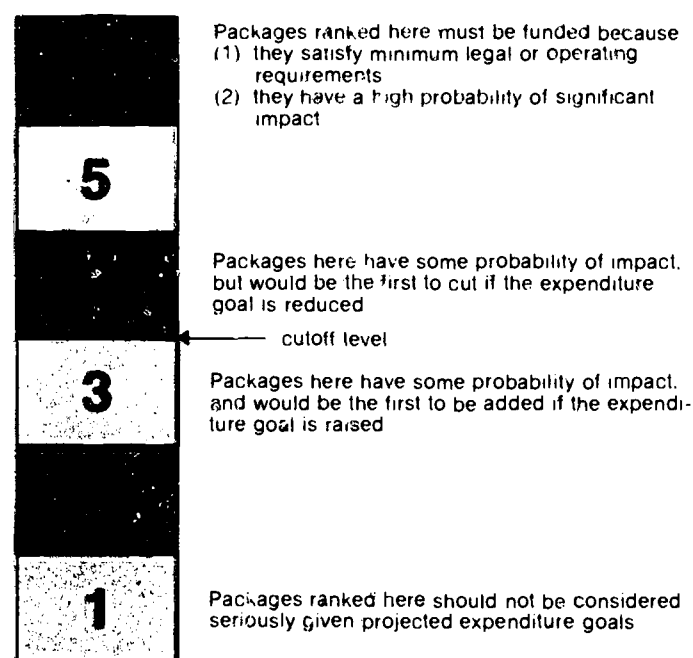 Packages ranked here must be funded because
(1) they satisfy minimum legal or operating
requirements
(2) they have a high probability of significant
impact
5
Packages here have some probability of impact,
but would be the first to cut if the expenditure
goal is reduced
cutoff level
3
Packages here have some probability of impact,
and would be the first to be added if the expendi-
ture goal is raised
1
Packages ranked here should not be considered
seriously given projected expenditure goals